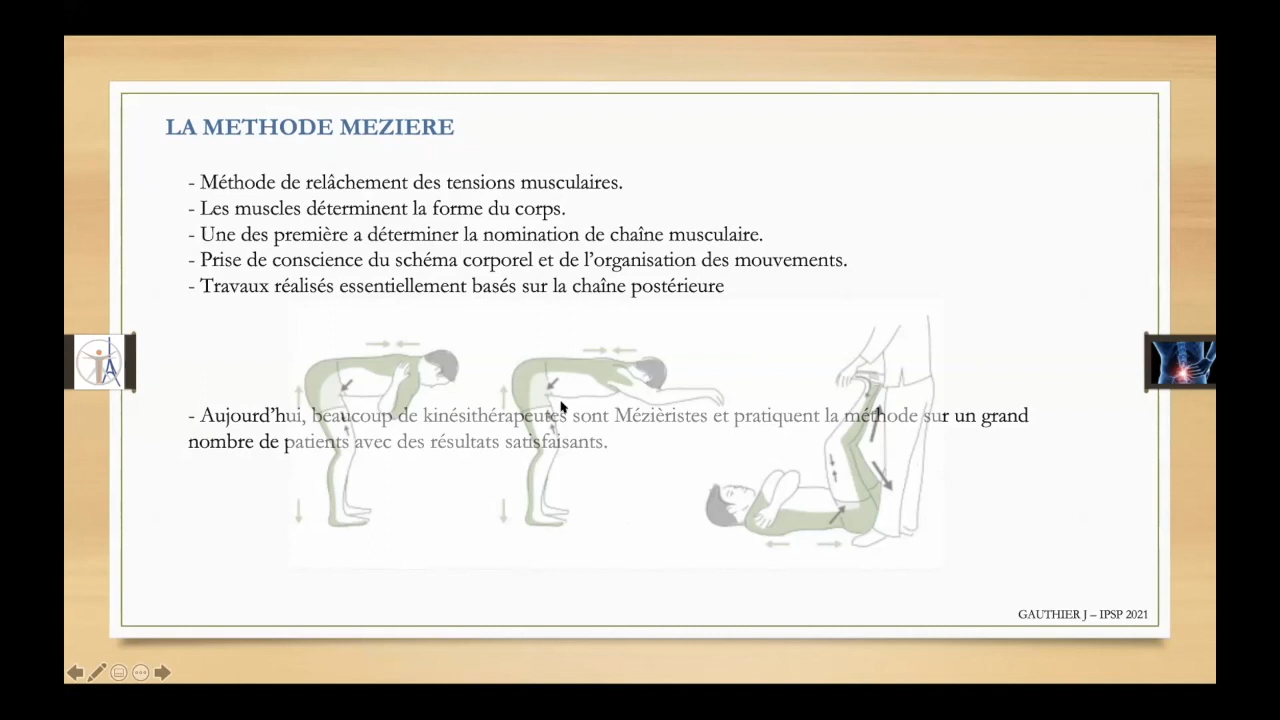 LA METHODE MEZIERE
- Méthode de relâchement des tensions musculaires.
- Les muscles déterminent la forme du corps.
- Une des première a déterminer la nomination de chaîne musculaire.
- Prise de conscience du schéma corporel et de l’organisation des mouvements.
- Travaux réalisés essentiellement basés sur la chaîne postérieure
- Aujourd’hui, beaucoup de kinésithérapeutes sont Mézièristes et pratiquent la méthode sur un grand
nombre de patients avec des résultats satisfaisants.
GAUTHIER J – IPSP 2021